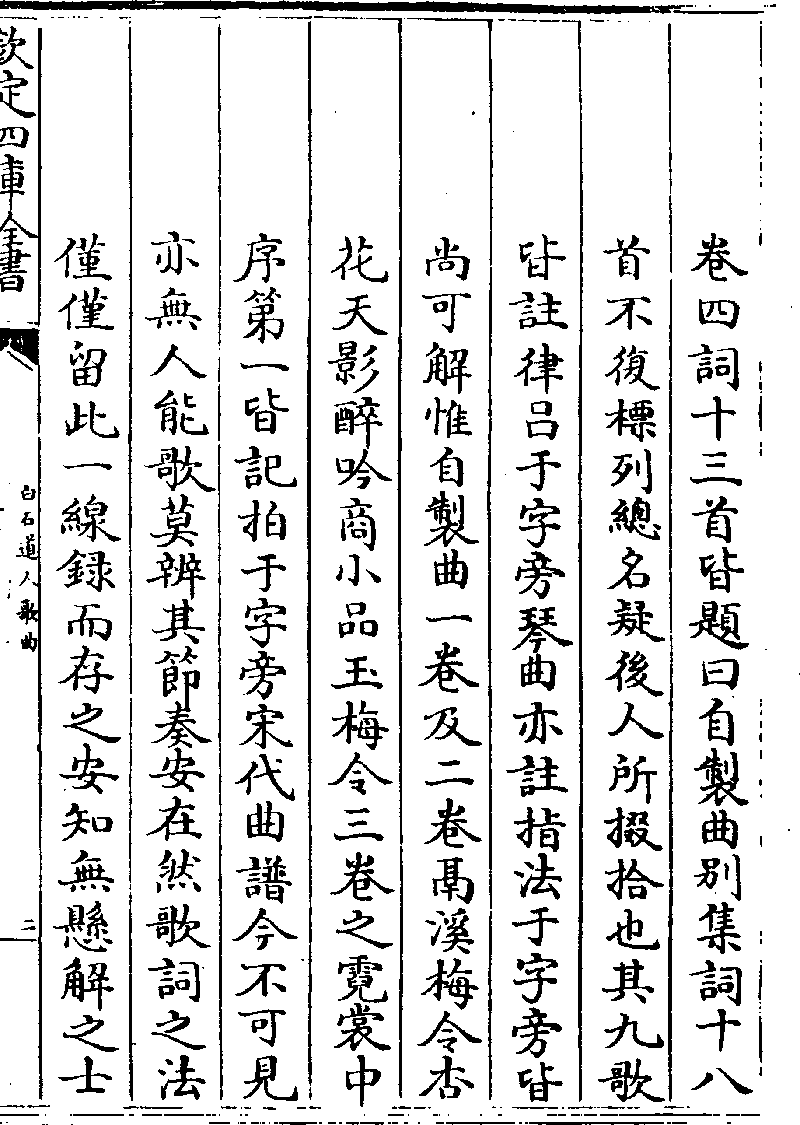 卷四詞十三首皆題曰自製曲別集詞十八
首不復標列總名疑後人所掇拾也其九歌
皆註律呂于字旁琴曲亦註指法于字旁皆
尚可解惟自製曲一卷及二卷鬲溪梅令杏
花天影醉吟商小品玉梅令三卷之霓裳中
序第一皆記拍于字旁宋代曲譜今不可見
亦無人能歌莫辨其節奏安在然歌詞之法
僅僅留此一線錄而存之安知無懸解之士
欽定四庫全書
白石道人歌曲
二